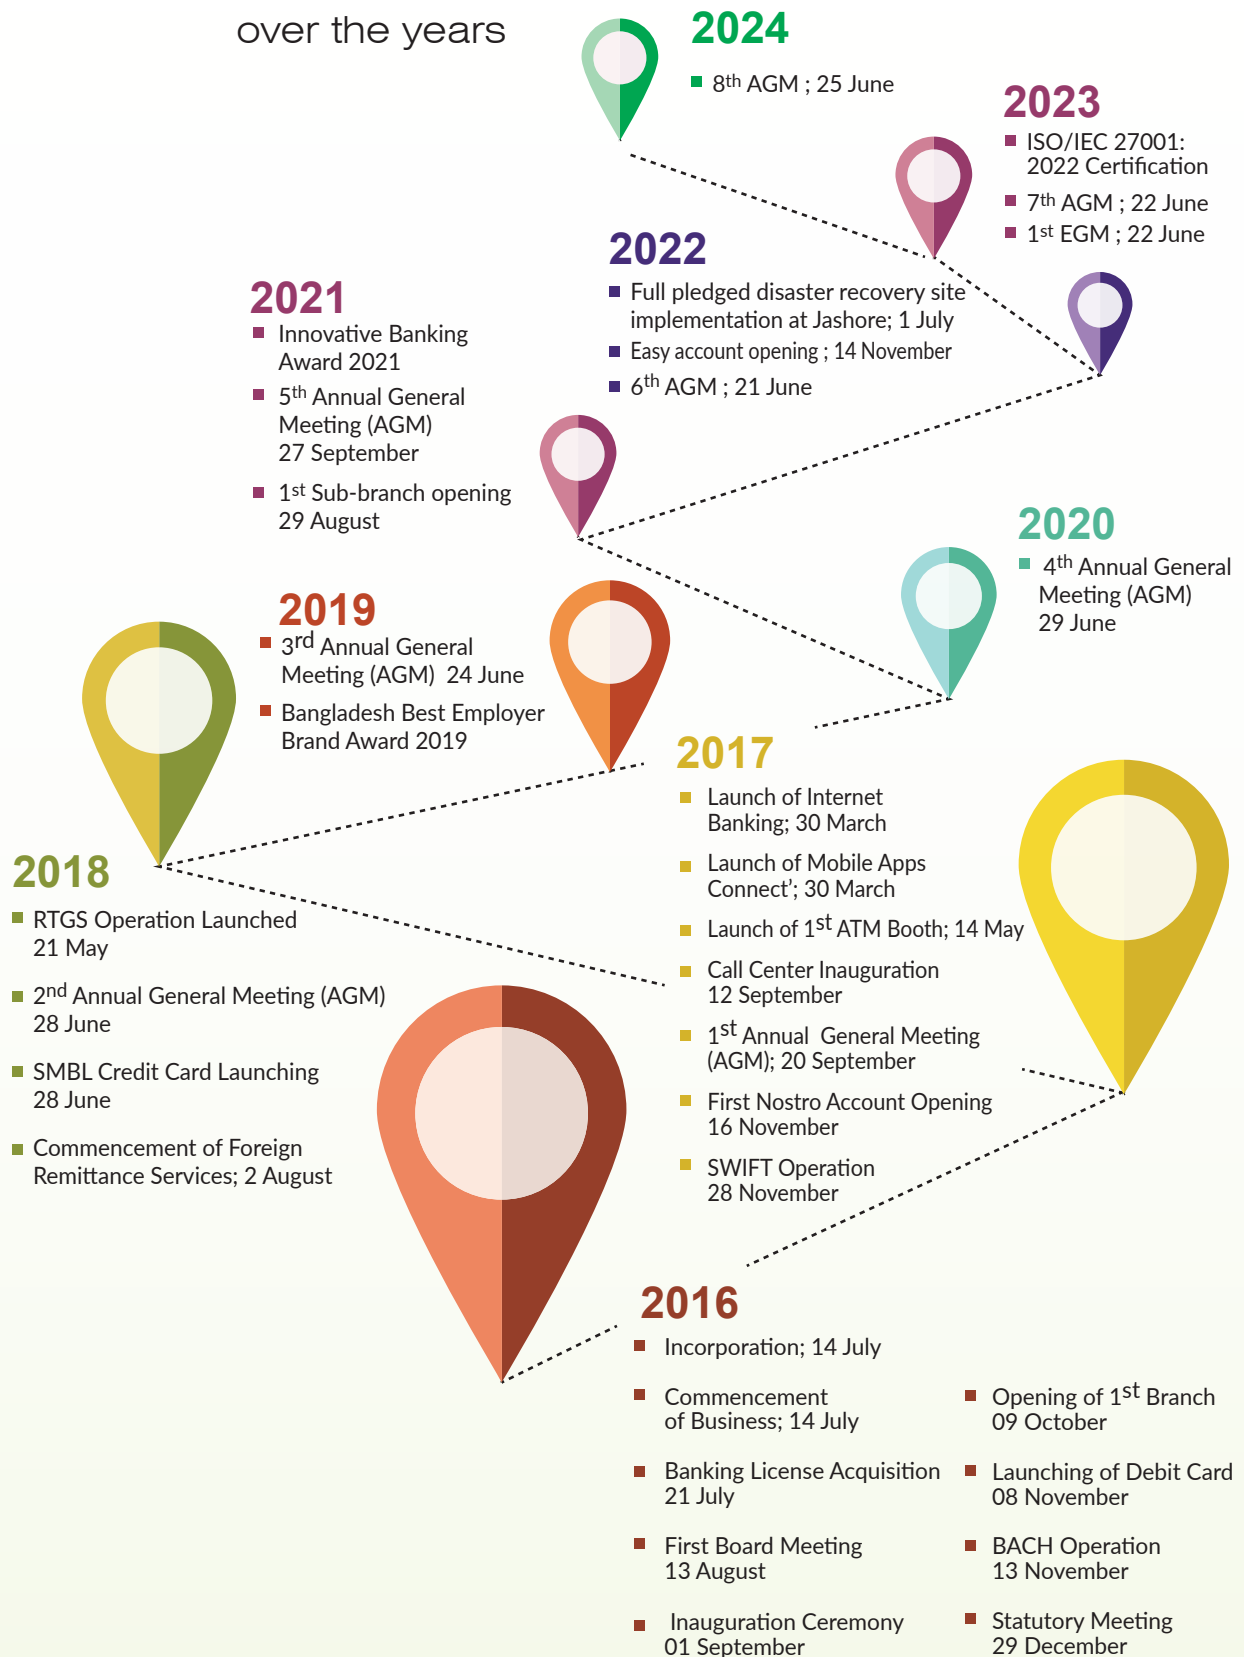 over the years
2024
8th AGM ; 25 June
2023
ISO/IEC 27001:
2022 Certification
7th AGM ; 22 June
1st EGM ; 22 June
2022
Full pledged disaster recovery site
implementation at Jashore; 1 July
Easy account opening ; 14 November
6th AGM ; 21 June
2021
Innovative Banking
Award 2021
5th Annual General
Meeting (AGM)
27 September
1st Sub-branch opening
29 August
2020
4th Annual General
Meeting (AGM)
29 June
2019
3rd Annual General
Meeting (AGM) 24 June
Bangladesh Best Employer
Brand Award 2019
2018
RTGS Operation Launched
21 May
2nd Annual General Meeting (AGM)
28 June
SMBL Credit Card Launching
28 June
Commencement of Foreign
Remittance Services; 2 August
2017
Launch of Internet
Banking; 30 March
Launch of Mobile Apps
Connect’; 30 March
Launch of 1st ATM Booth; 14 May
Call Center Inauguration
12 September
1st Annual General Meeting
(AGM); 20 September
First Nostro Account Opening
16 November
SWIFT Operation
28 November
2016
Incorporation; 14 July
Commencement
of Business; 14 July
Banking License Acquisition
21 July
First Board Meeting
13 August
Inauguration Ceremony
01 September
Opening of 1st Branch
09 October
Launching of Debit Card
08 November
BACH Operation
13 November
Statutory Meeting
29 December